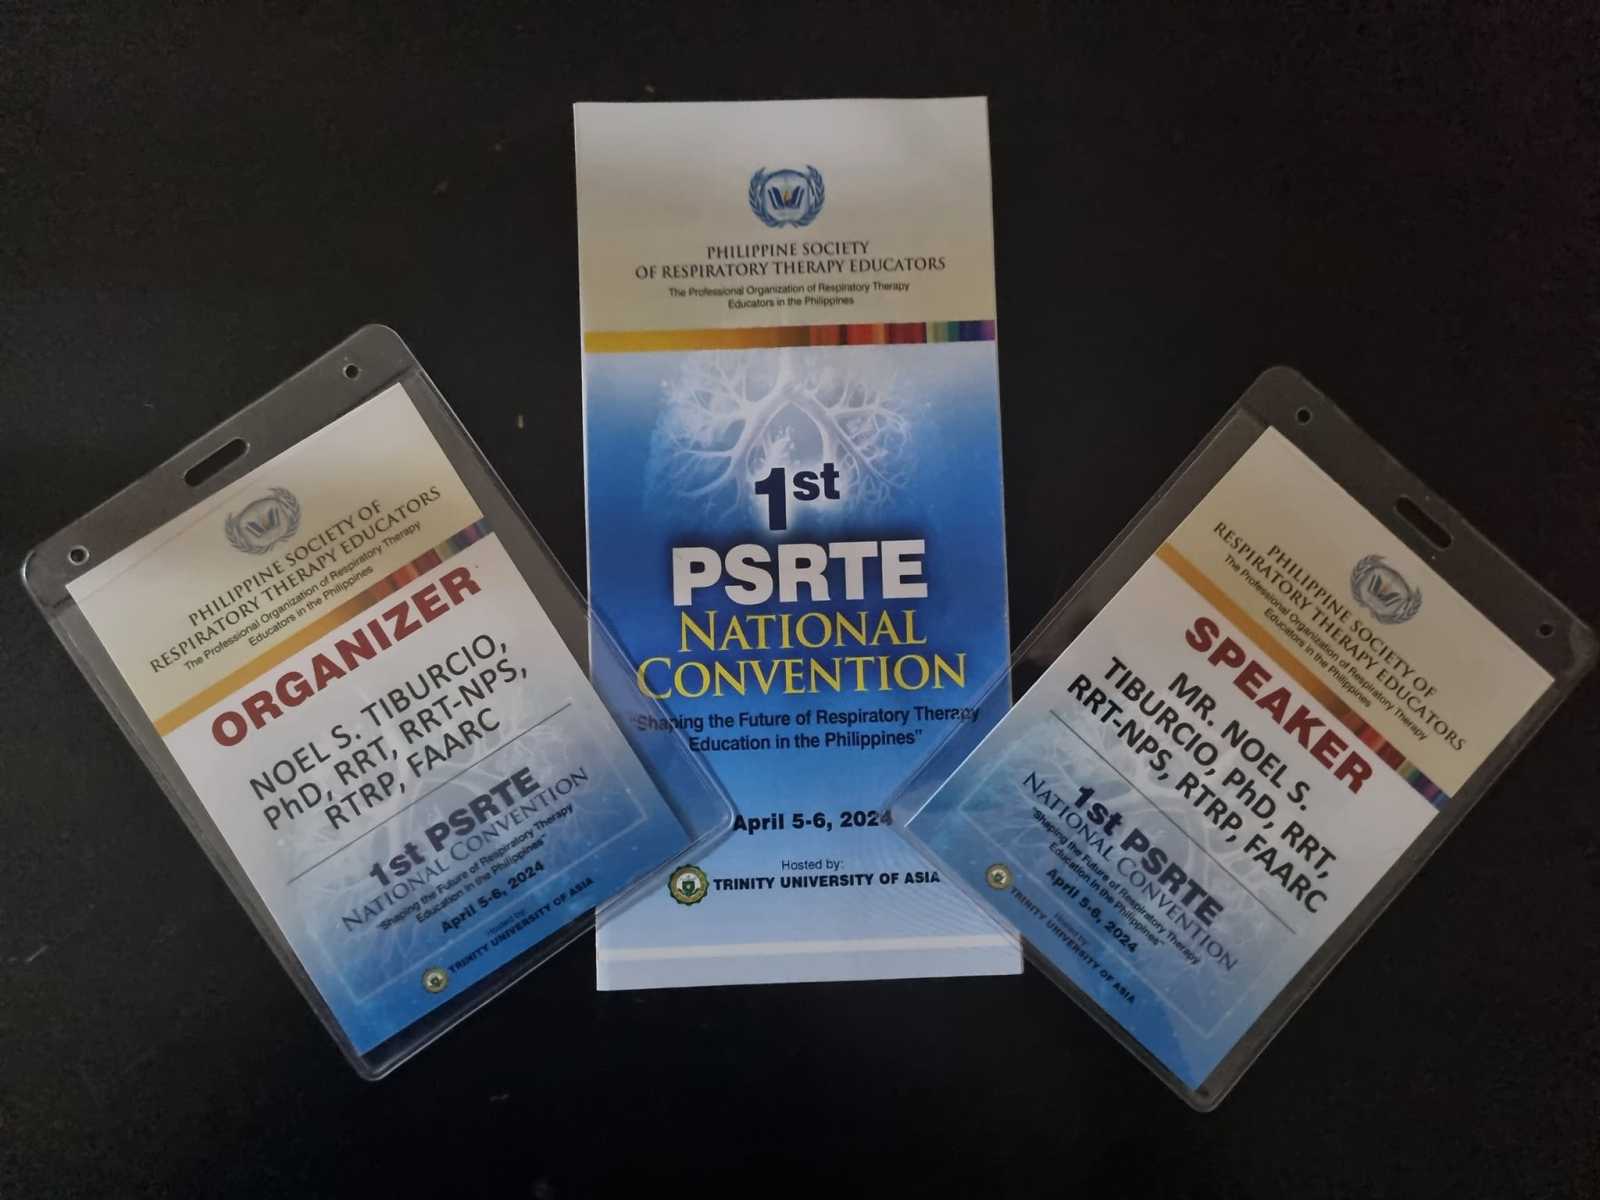 PHILIPPINE SOCIETY OF
RESPIRATORY THERAPY EDUCATORS
The Professional Organization of Respiratory Therapy
Educators in the Philippines
ORGANIZER
NOEL S. TIBURCIO,
PhD, RRT, RRT-NPS,
RTRP, FAARC
1st PSRTE
NATIONAL CONVENTION
"Shaping the Future of Respiratory Therapy
Education in the Philippines"
April 5-6, 2024
Hosted by:
TRINITY UNIVERSITY OF ASIA
PHILIPPINE SOCIETY
OF RESPIRATORY THERAPY EDUCATORS
The Professional Organization of Respiratory Therapy
Educators in the Philippines
1st
PSRTE
NATIONAL
CONVENTION
"Shaping the Future of Respiratory Therapy
Education in the Philippines"
April 5-6, 2024
Hosted by:
TRINITY UNIVERSITY OF ASIA
PHILIPPINE SOCIETY OF
RESPIRATORY THERAPY EDUCATORS
The Professional Organization of Respiratory Therapy
Educators in the Philippines
SPEAKER
MR. NOEL S.
TIBURCIO, PhD, RRT,
RRT-NPS, RTRP, FAARC
1st PSRTE
NATIONAL CONVENTION
"Shaping the Future of Respiratory Therapy
Education in the Philippines"
April 5-6, 2024
Hosted by:
TRINITY UNIVERSITY OF ASIA